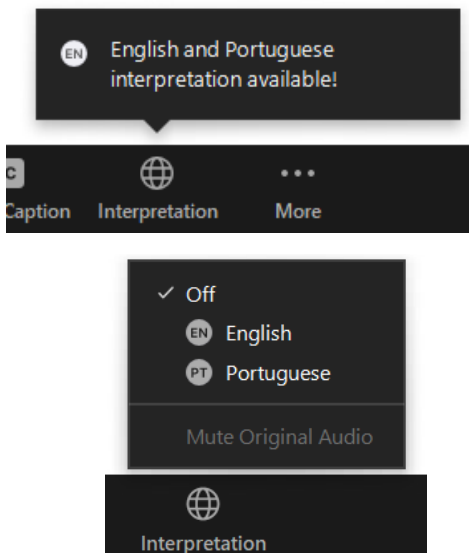 EN English and Portuguese
interpretation available!
C
Caption Interpretation More
Off
EN English
PT Portuguese
Mute Original Audio
Interpretation